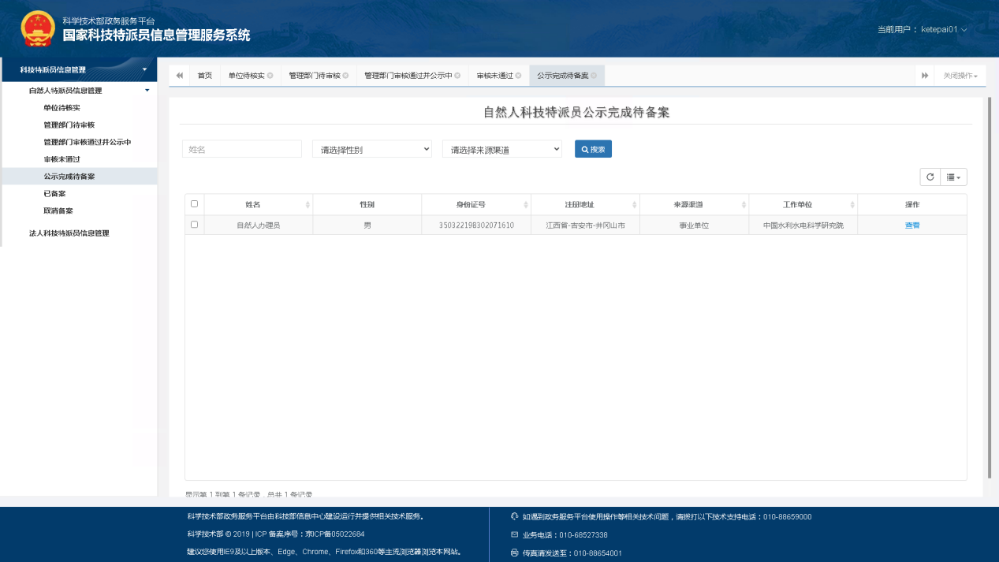 科学技术部政务服务平台
国家科技特派员信息管理服务系统
当前用户： ketepai01
科技特派员信息管理
自然人特派员信息管理
单位待核实
管理部门待审核
管理部门审核通过并公示中
审核未通过
公示完成待备案
已备案
取消备案
法人科技特派员信息管理
首页 单位待核实 管理部门待审核 管理部门审核通过并公示中 审核未通过 公示完成待备案 关闭操作
自然人科技特派员公示完成待备案
姓名 请选择性别 请选择来源渠道 搜索
姓名 性别 身份证号 注册地址 来源渠道 工作单位 操作
自然人办理员 男 350322198302071610 江西省-吉安市-井冈山市 事业单位 中国水利水电科学研究院 查看
显示第 1 到第 1 条记录，总共 1 条记录
科学技术部政务服务平台由科技部信息中心建设运行并提供相关技术服务。
科学技术部 © 2019 | ICP 备案序号：京ICP备05022684
建议您使用IE9及以上版本、Edge、Chrome、Firefox和360等主流浏览器浏览本网站。
如遇到政务服务平台使用操作等相关技术问题，请拨打以下技术支持电话：010-88659000
业务电话：010-68527338
传真请发送至：010-88654001